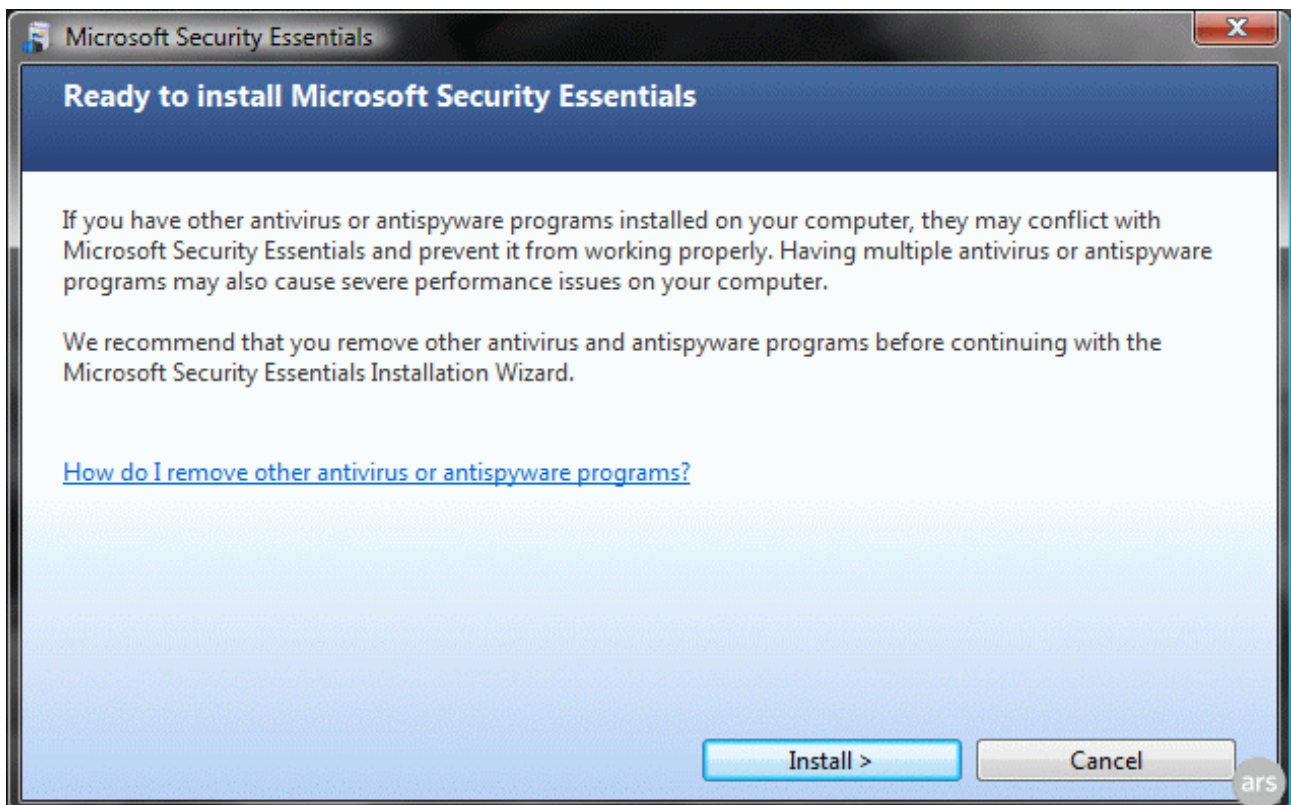 Microsoft Security Essentials
Ready to install Microsoft Security Essentials
If you have other antivirus or antispyware programs installed on your computer, they may conflict with
Microsoft Security Essentials and prevent it from working properly. Having multiple antivirus or antispyware
programs may also cause severe performance issues on your computer.
We recommend that you remove other antivirus and antispyware programs before continuing with the
Microsoft Security Essentials Installation Wizard.
How do I remove other antivirus or antispyware programs?
Install >
Cancel
ars